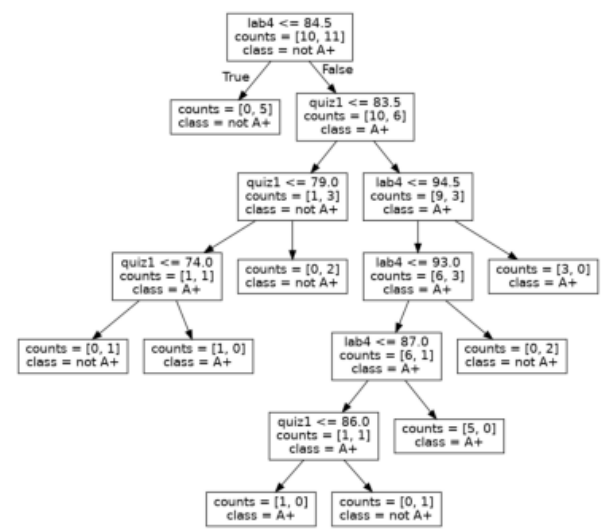 lab4 <= 84.5
counts = [10, 11]
class = not A+
True
False
counts = [0, 5]
class = not A+
quiz1 <= 83.5
counts = [10, 6]
class = A+
quiz1 <= 79.0
counts = [1, 3]
class = not A+
lab4 <= 94.5
counts = [9, 3]
class = A+
quiz1 <= 74.0
counts = [1, 1]
class = A+
counts = [0, 2]
class = not A+
lab4 <= 93.0
counts = [6, 3]
class = A+
counts = [3, 0]
class = A+
counts = [0, 1]
class = not A+
counts = [1, 0]
class = A+
lab4 <= 87.0
counts = [6, 1]
class = A+
counts = [0, 2]
class = not A+
quiz1 <= 86.0
counts = [1, 1]
class = A+
counts = [5, 0]
class = A+
counts = [1, 0]
class = A+
counts = [0, 1]
class = not A+